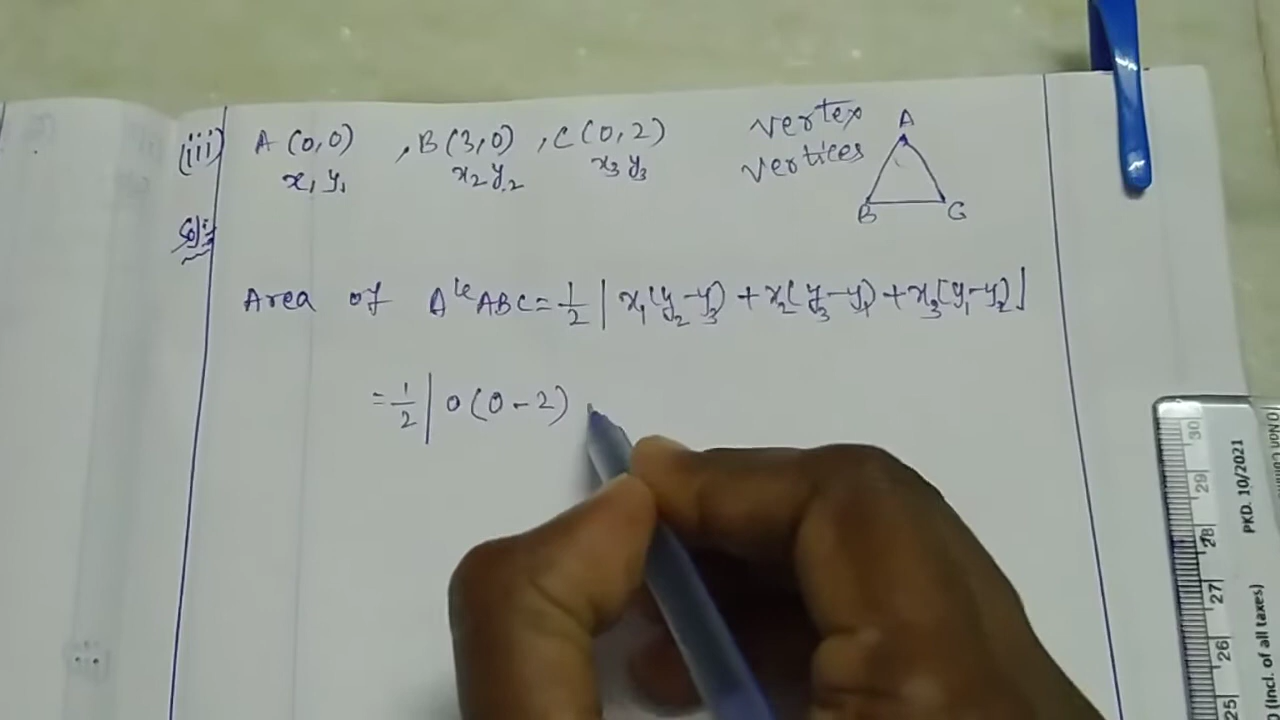 (iii) A (0,0) , B (3,0) , C (0,2)
x₁ y₁ x₂ y₂ x₃ y₃
vertex
vertices
A
B C
Sol:
Area of Δˡᵉ ABC = 1/2 | x₁(y₂-y₃) + x₂(y₃-y₁) + x₃(y₁-y₂) |
= 1/2 | 0 (0-2)
30
29
28
27
26
25
PKD. 10/2021
(Incl. of all taxes)